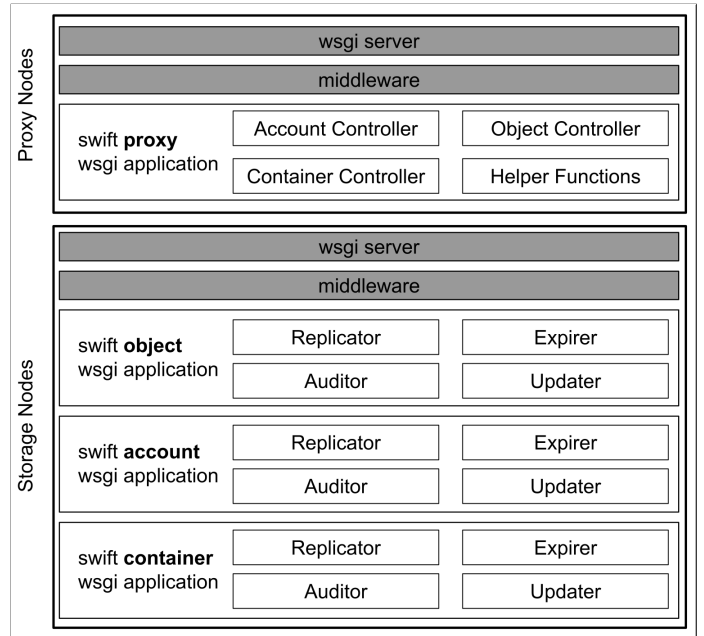 Proxy Nodes
wsgi server
middleware
swift proxy
wsgi application
Account Controller
Object Controller
Container Controller
Helper Functions
Storage Nodes
wsgi server
middleware
swift object
wsgi application
Replicator
Expirer
Auditor
Updater
swift account
wsgi application
Replicator
Expirer
Auditor
Updater
swift container
wsgi application
Replicator
Expirer
Auditor
Updater